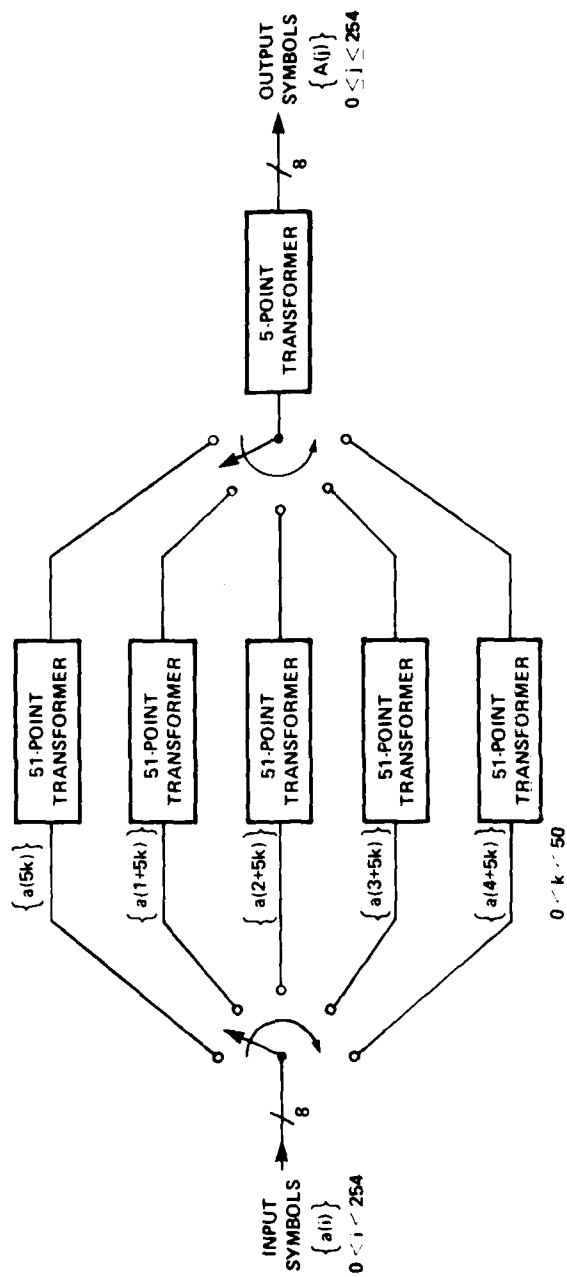 INPUT
SYMBOLS
{a(i)}
0 < i < 254
8
{a(5k)}
51-POINT
TRANSFORMER
{a(1+5k)}
51-POINT
TRANSFORMER
{a(2+5k)}
51-POINT
TRANSFORMER
{a(3+5k)}
51-POINT
TRANSFORMER
{a(4+5k)}
51-POINT
TRANSFORMER
0 < k < 50
5-POINT
TRANSFORMER
8
OUTPUT
SYMBOLS
{A(j)}
0 ≤ j ≤ 254